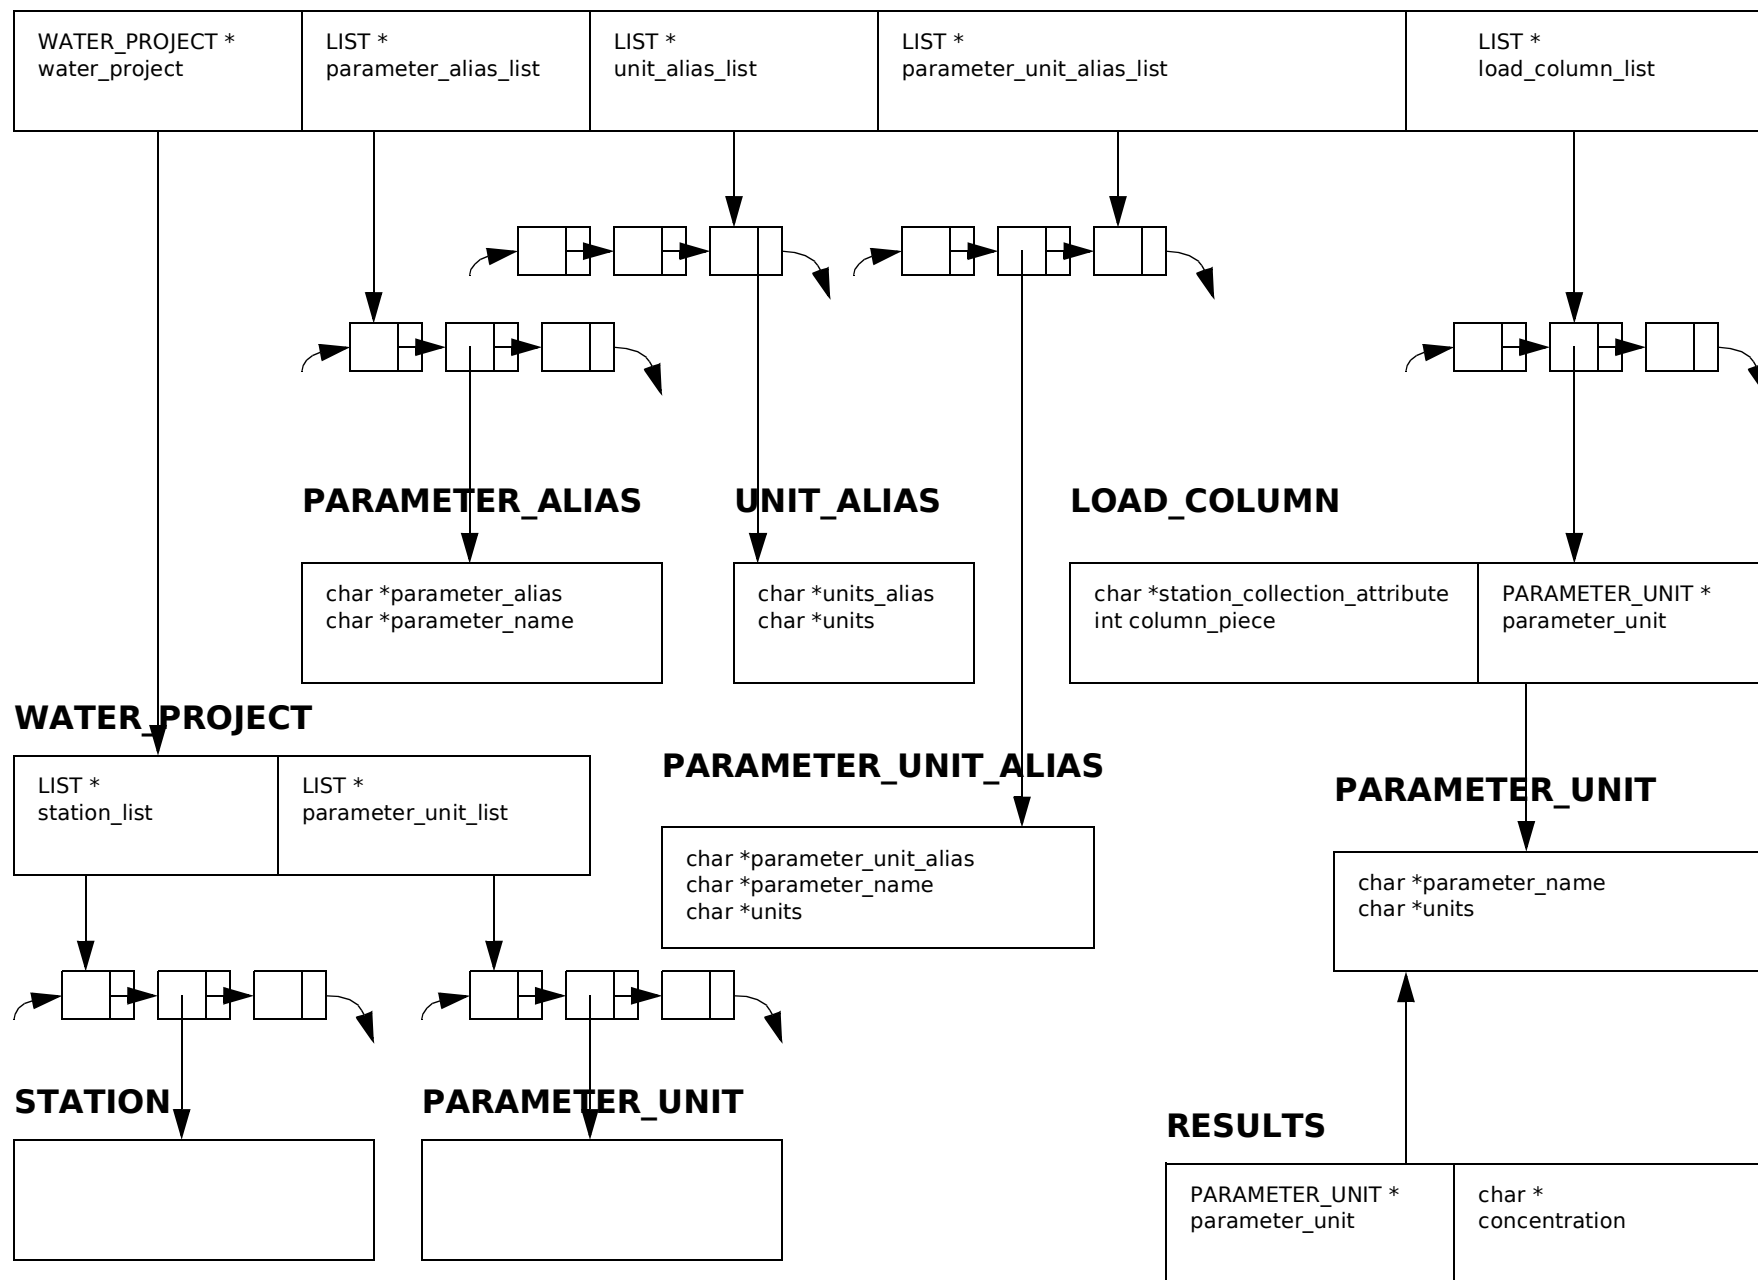 WATER_PROJECT *
water_project
LIST *
parameter_alias_list
LIST *
unit_alias_list
LIST *
parameter_unit_alias_list
LIST *
load_column_list
PARAMETER_ALIAS
UNIT_ALIAS
LOAD_COLUMN
char *parameter_alias
char *parameter_name
char *units_alias
char *units
char *station_collection_attribute
int column_piece
PARAMETER_UNIT *
parameter_unit
WATER_PROJECT
LIST *
station_list
LIST *
parameter_unit_list
PARAMETER_UNIT_ALIAS
char *parameter_unit_alias
char *parameter_name
char *units
PARAMETER_UNIT
char *parameter_name
char *units
STATION
PARAMETER_UNIT
RESULTS
PARAMETER_UNIT *
parameter_unit
char *
concentration